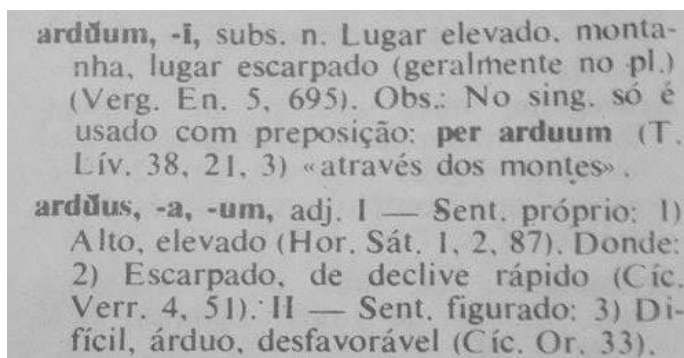 ardŭum, -ī, subs. n. Lugar elevado, monta-
nha, lugar escarpado (geralmente no pl.)
(Verg. En. 5, 695). Obs.: No sing. só é
usado com preposição: per arduum (T.
Lív. 38, 21, 3) «através dos montes».
ardŭus, -a, -um, adj. I — Sent. próprio: 1)
Alto, elevado (Hor. Sát. 1, 2, 87). Donde:
2) Escarpado, de declive rápido (Cíc.
Verr. 4, 51). II — Sent. figurado: 3) Di-
fícil, árduo, desfavorável (Cíc. Or. 33).